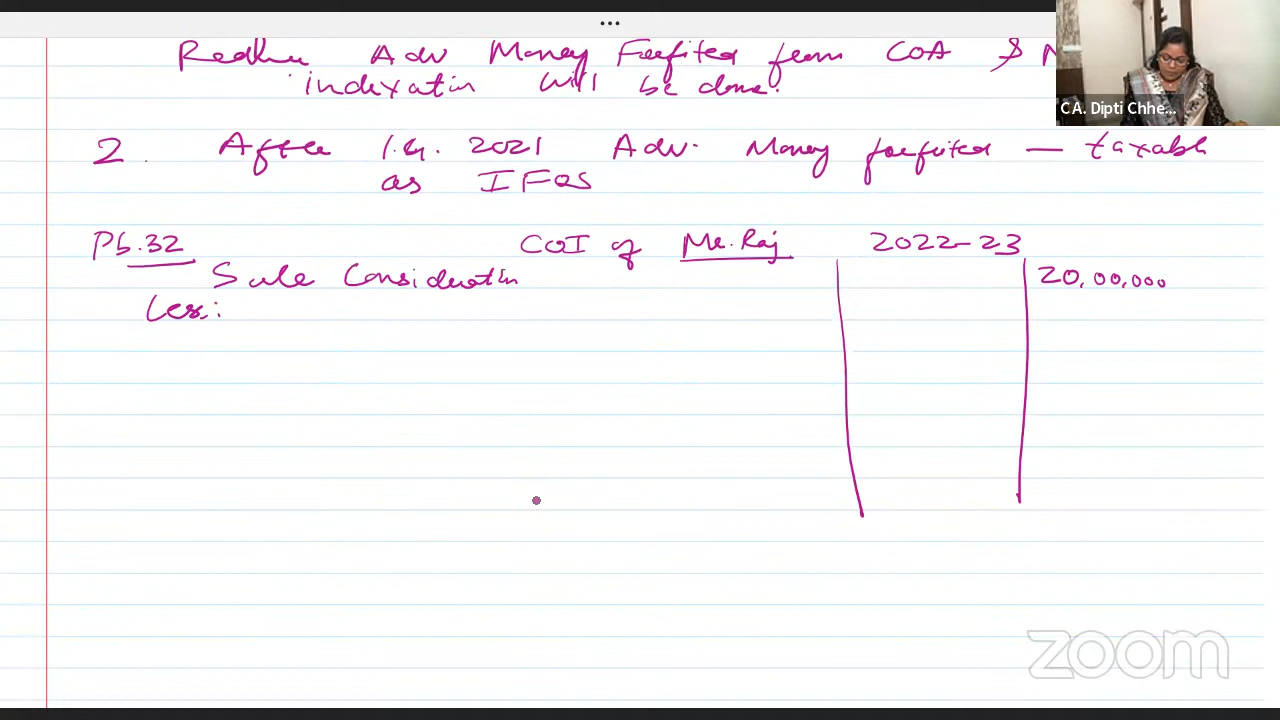 Reduce Adv Money Forfeited from COA & N
indexation will be done.
C A. Dipti Chhe...
2. After 1.4.2021 Adv. Money forfeited — taxable
as IFOS
Pb.32 COI of Mr. Raj 2022-23
Sale Consideration 20,00,000
Less:
zoom